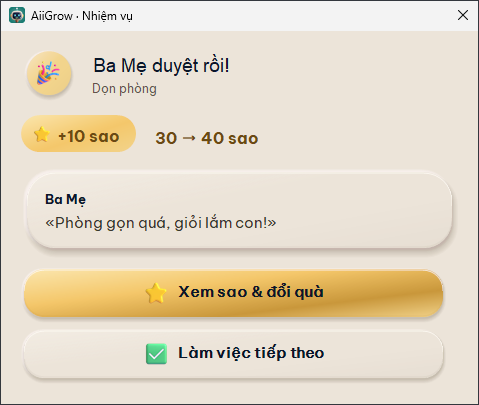 AiiGrow · Nhiệm vụ
Ba Mẹ duyệt rồi!
Dọn phòng
+10 sao
30 → 40 sao
Ba Mẹ
«Phòng gọn quá, giỏi lắm con!»
Xem sao & đổi quà
Làm việc tiếp theo